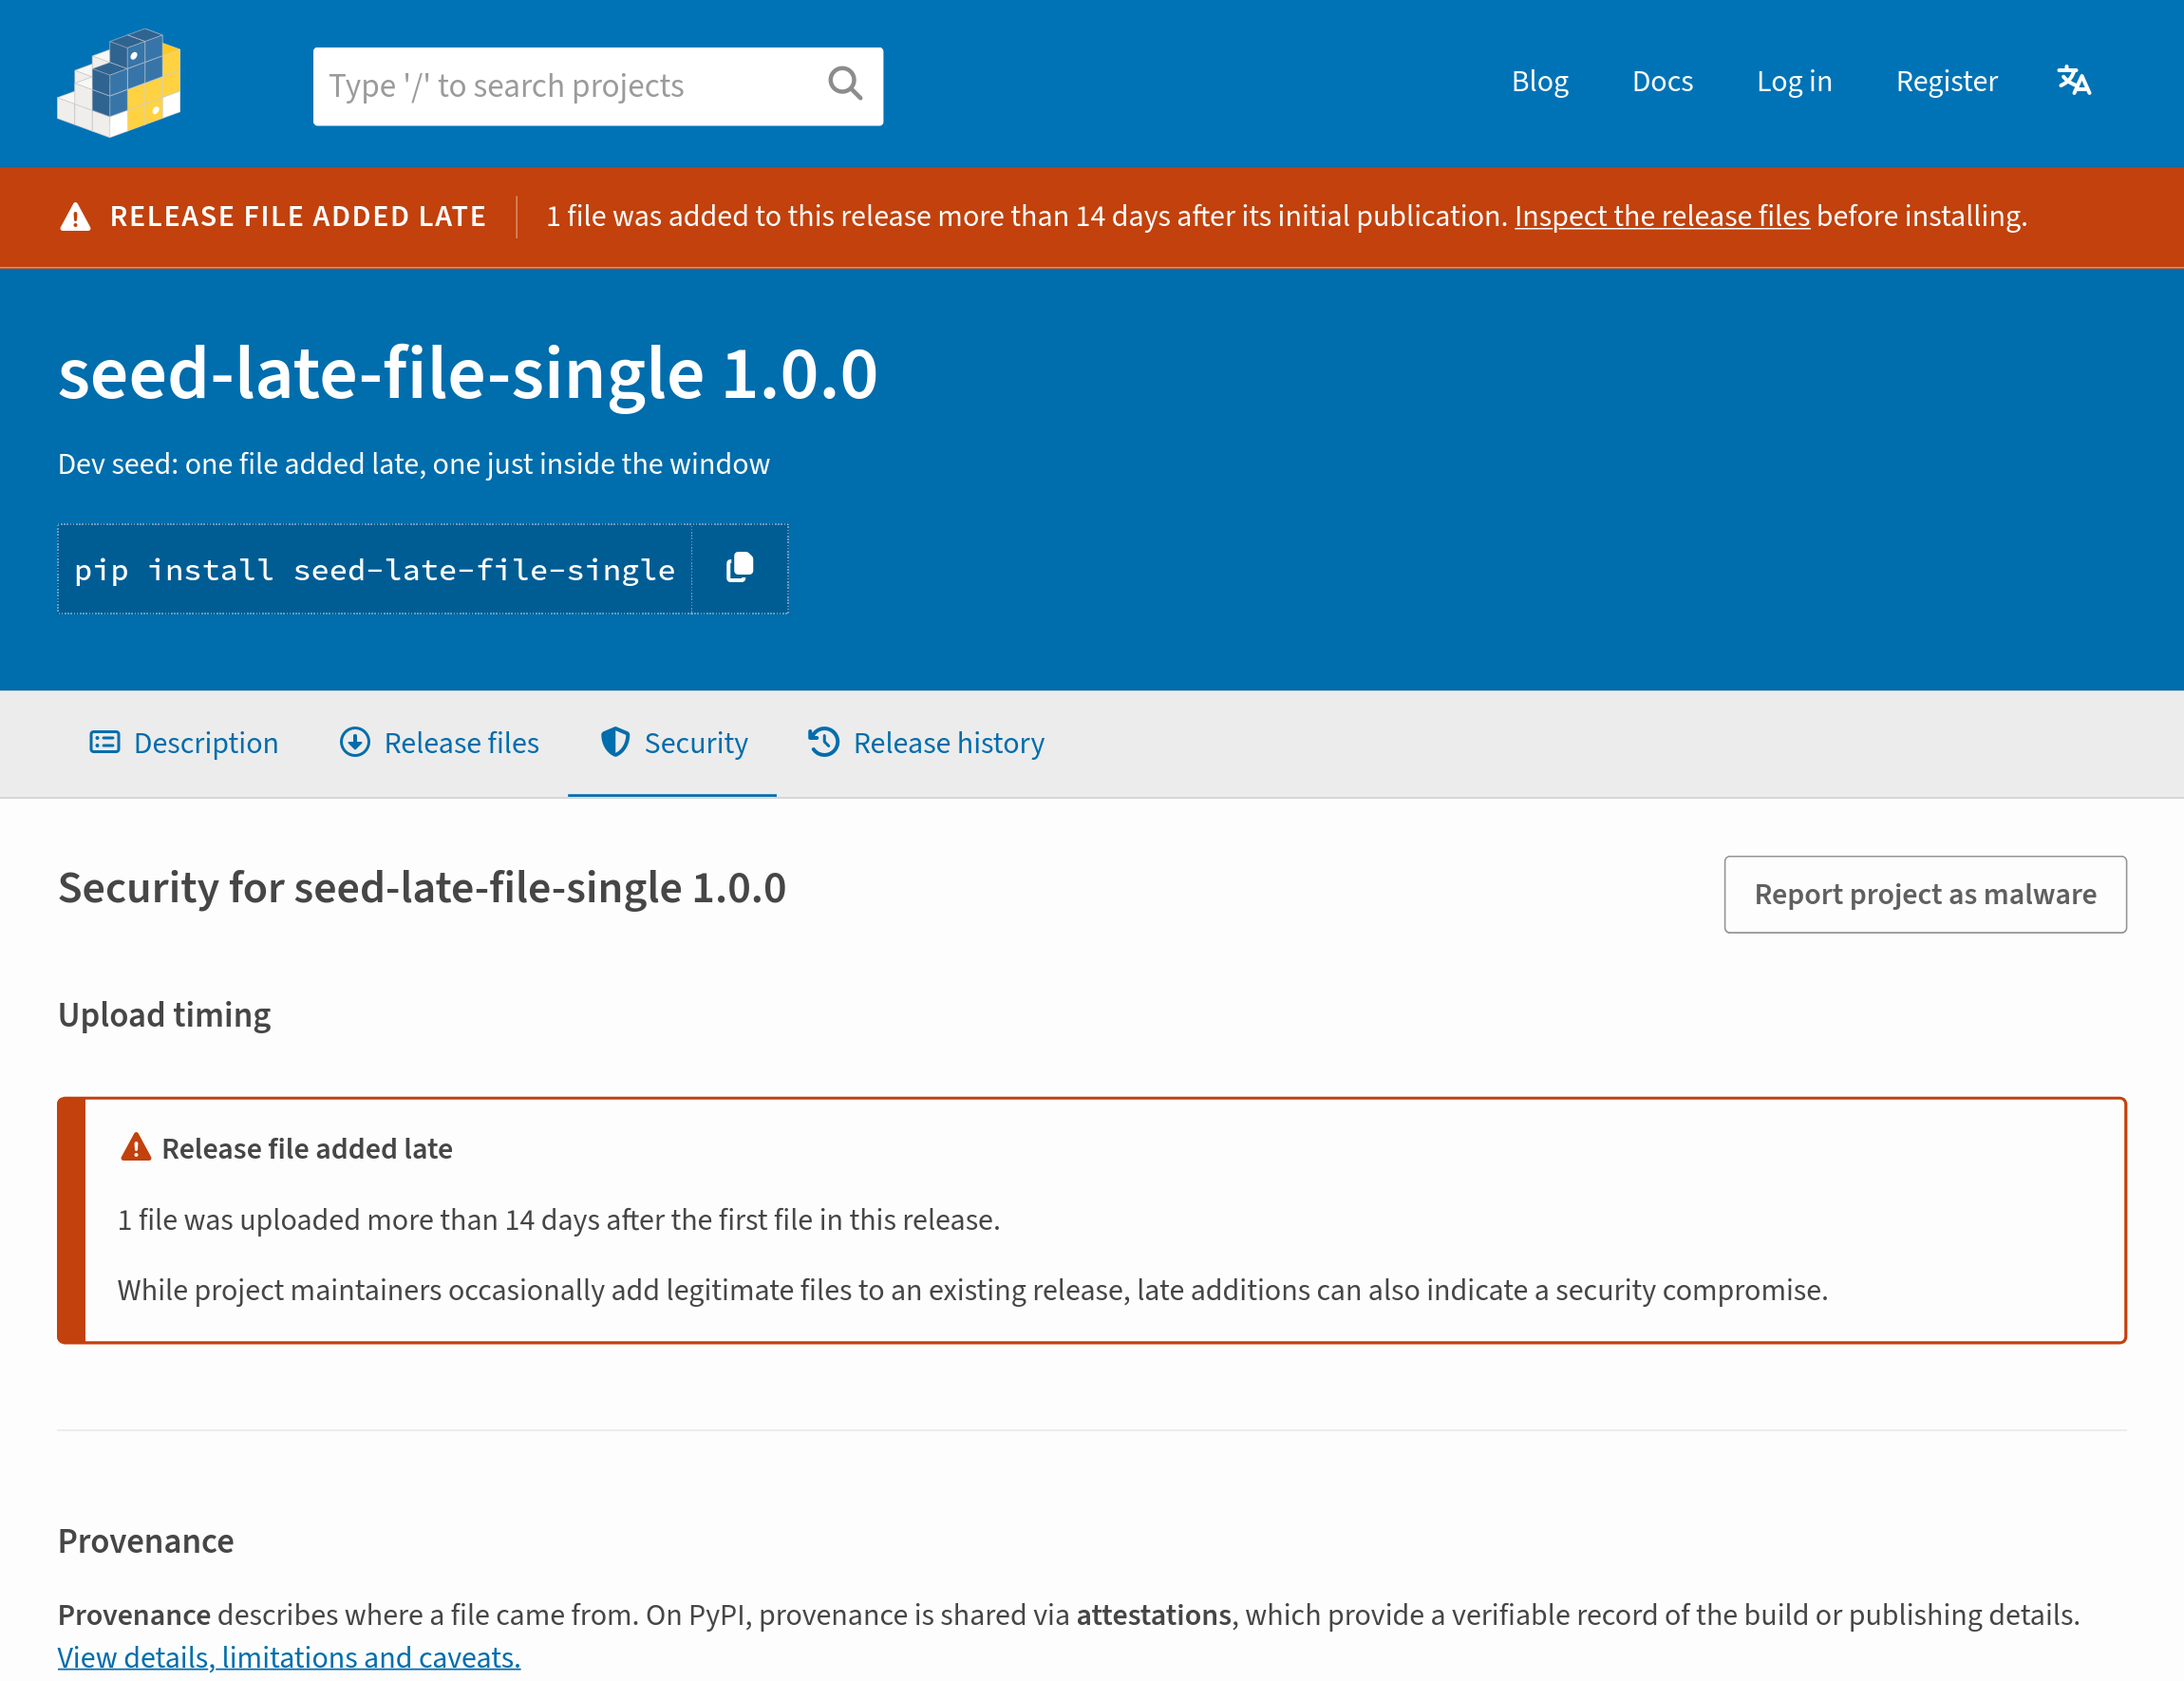 Type '/' to search projects
Blog
Docs
Log in
Register
RELEASE FILE ADDED LATE
1 file was added to this release more than 14 days after its initial publication. Inspect the release files before installing.
seed-late-file-single 1.0.0
Dev seed: one file added late, one just inside the window
pip install seed-late-file-single
Description
Release files
Security
Release history
Security for seed-late-file-single 1.0.0
Report project as malware
Upload timing
Release file added late
1 file was uploaded more than 14 days after the first file in this release.
While project maintainers occasionally add legitimate files to an existing release, late additions can also indicate a security compromise.
Provenance
Provenance describes where a file came from. On PyPI, provenance is shared via attestations, which provide a verifiable record of the build or publishing details.
View details, limitations and caveats.